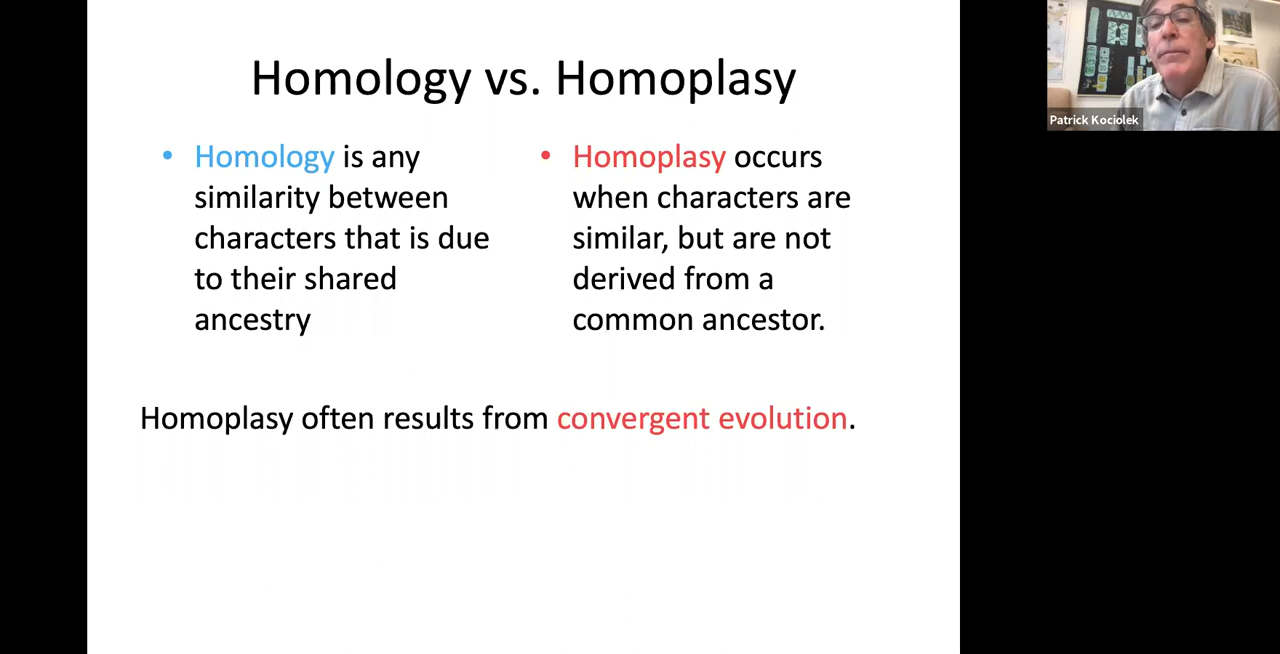 Homology vs. Homoplasy
• Homology is any
similarity between
characters that is due
to their shared
ancestry
• Homoplasy occurs
when characters are
similar, but are not
derived from a
common ancestor.
Homoplasy often results from convergent evolution.
Patrick Kociolek